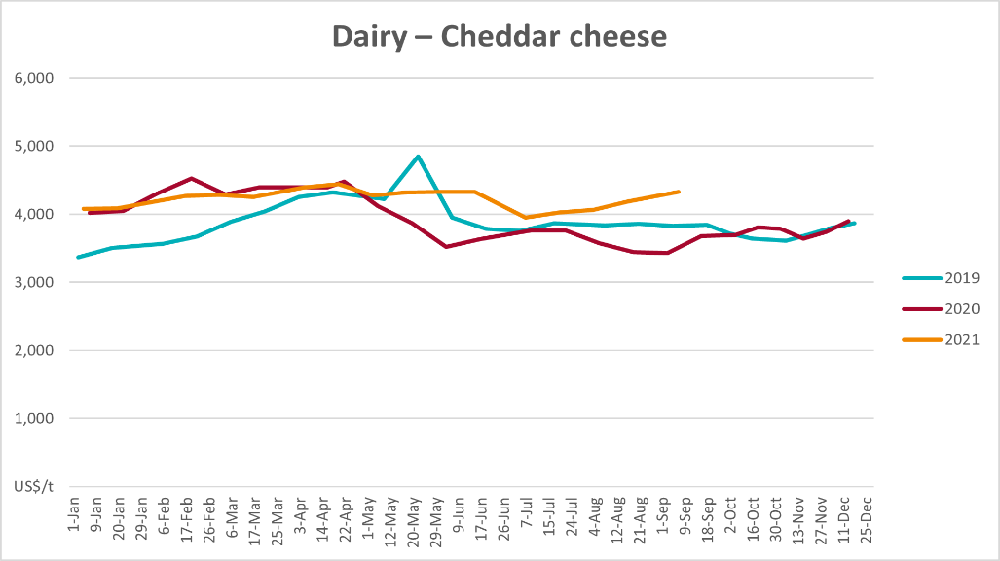 Dairy – Cheddar cheese
6,000
5,000
4,000
3,000
2,000
1,000
US$/t
1-Jan
9-Jan
20-Jan
29-Jan
6-Feb
17-Feb
26-Feb
6-Mar
17-Mar
25-Mar
3-Apr
14-Apr
22-Apr
1-May
12-May
20-May
29-May
9-Jun
17-Jun
26-Jun
7-Jul
15-Jul
24-Jul
4-Aug
12-Aug
21-Aug
1-Sep
9-Sep
18-Sep
2-Oct
16-Oct
30-Oct
13-Nov
27-Nov
11-Dec
25-Dec
2019
2020
2021